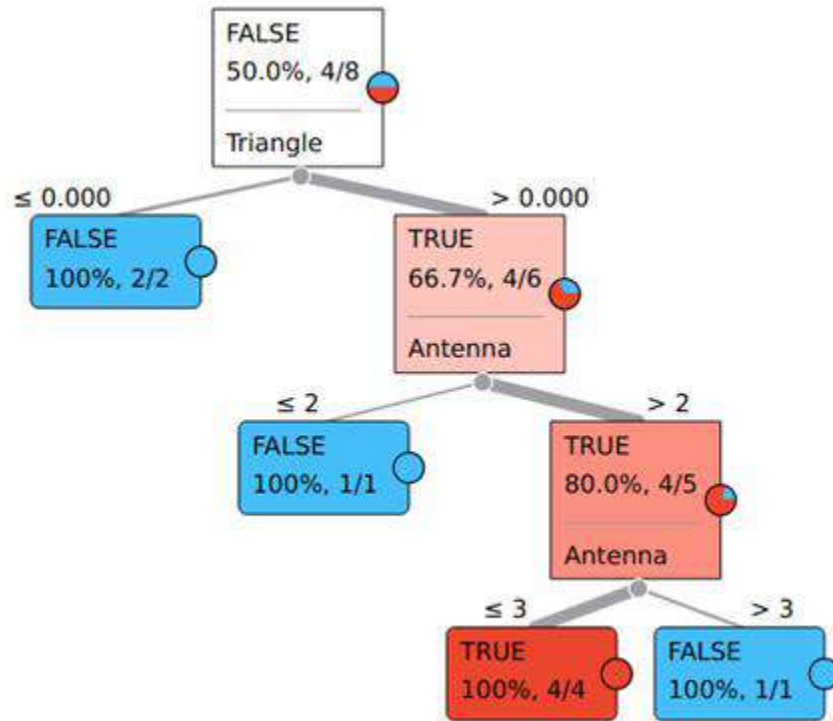 FALSE
50.0%, 4/8
Triangle
≤ 0.000
> 0.000
FALSE
100%, 2/2
TRUE
66.7%, 4/6
Antenna
≤ 2
> 2
FALSE
100%, 1/1
TRUE
80.0%, 4/5
Antenna
≤ 3
> 3
TRUE
100%, 4/4
FALSE
100%, 1/1